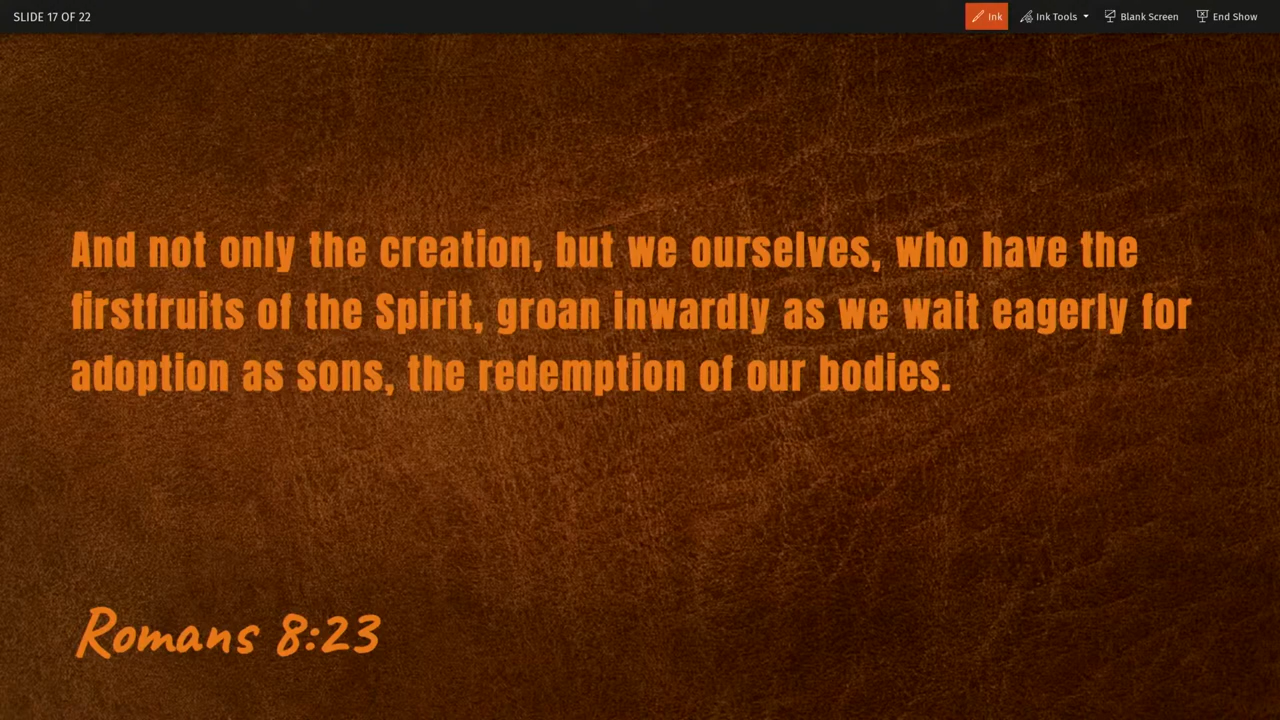 SLIDE 17 OF 22
Ink
Ink Tools
Blank Screen
End Show
And not only the creation, but we ourselves, who have the
firstfruits of the Spirit, groan inwardly as we wait eagerly for
adoption as sons, the redemption of our bodies.
Romans 8:23